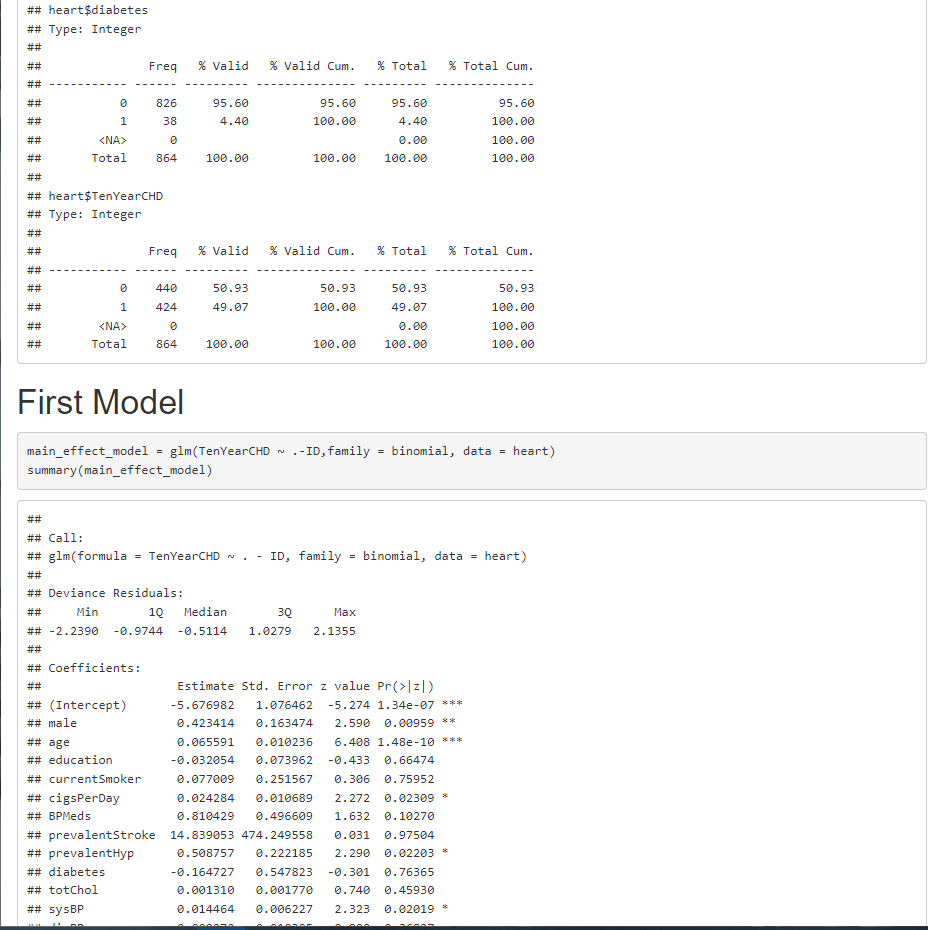 ## heart$diabetes
## Type: Integer
##
##               Freq   % Valid   % Valid Cum.   % Total   % Total Cum.
## ----------- ------ --------- -------------- --------- --------------
##           0    826     95.60          95.60     95.60          95.60
##           1     38      4.40         100.00      4.40         100.00
##        <NA>      0                               0.00         100.00
##       Total    864    100.00         100.00    100.00         100.00
##
## heart$TenYearCHD
## Type: Integer
##
##               Freq   % Valid   % Valid Cum.   % Total   % Total Cum.
## ----------- ------ --------- -------------- --------- --------------
##           0    440     50.93          50.93     50.93          50.93
##           1    424     49.07         100.00     49.07         100.00
##        <NA>      0                               0.00         100.00
##       Total    864    100.00         100.00    100.00         100.00
First Model
main_effect_model = glm(TenYearCHD ~ .-ID,family = binomial, data = heart)
summary(main_effect_model)
##
## Call:
## glm(formula = TenYearCHD ~ . - ID, family = binomial, data = heart)
##
## Deviance Residuals:
##     Min       1Q   Median       3Q      Max
## -2.2390  -0.9744  -0.5114   1.0279   2.1355
##
## Coefficients:
##                   Estimate Std. Error z value Pr(>|z|)
## (Intercept)      -5.676982   1.076462  -5.274 1.34e-07 ***
## male              0.423414   0.163474   2.590  0.00959 **
## age               0.065591   0.010236   6.408 1.48e-10 ***
## education        -0.032054   0.073962  -0.433  0.66474
## currentSmoker     0.077009   0.251567   0.306  0.75952
## cigsPerDay        0.024284   0.010689   2.272  0.02309 *
## BPMeds            0.810429   0.496609   1.632  0.10270
## prevalentStroke  14.839053 474.249558   0.031  0.97504
## prevalentHyp      0.508757   0.222185   2.290  0.02203 *
## diabetes         -0.164727   0.547823  -0.301  0.76365
## totChol           0.001310   0.001770   0.740  0.45930
## sysBP             0.014464   0.006227   2.323  0.02019 *